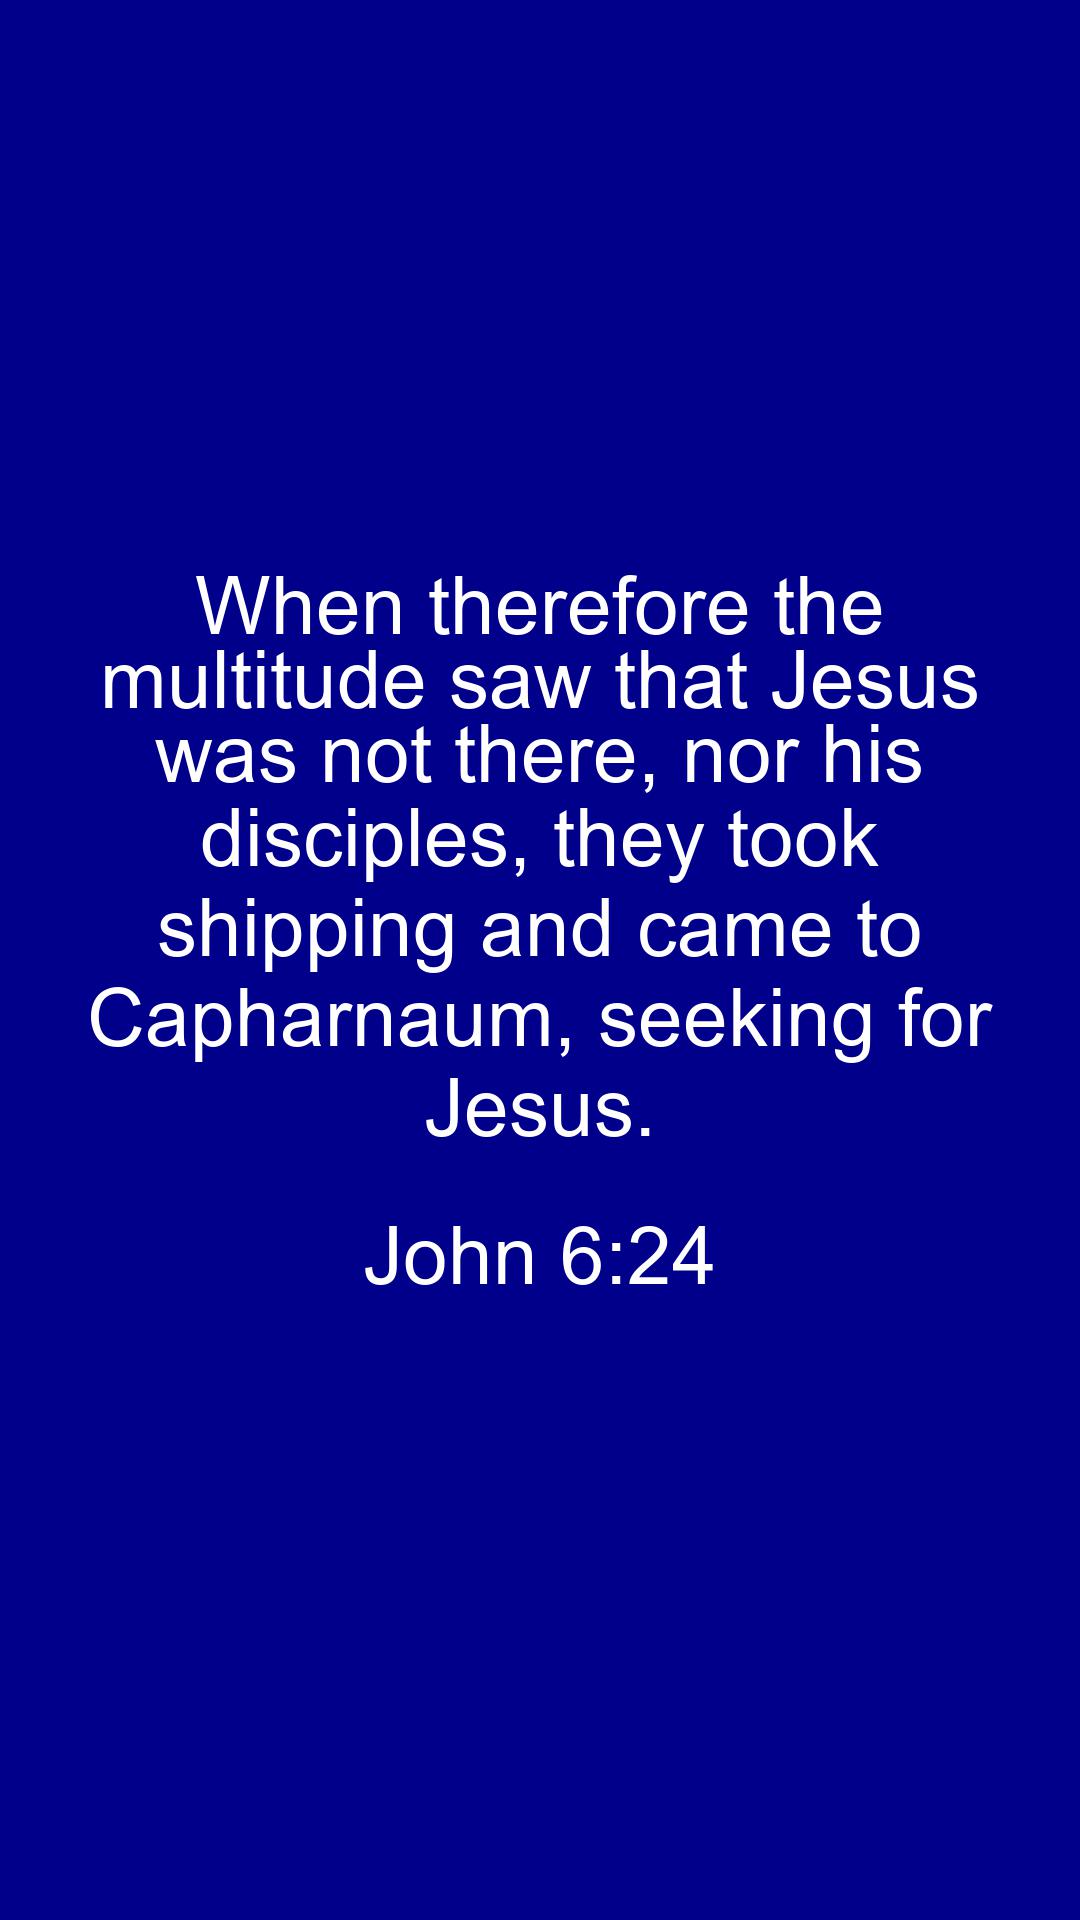 When therefore the
multitude saw that Jesus
was not there, nor his
disciples, they took
shipping and came to
Capharnaum, seeking for
Jesus.
John 6:24